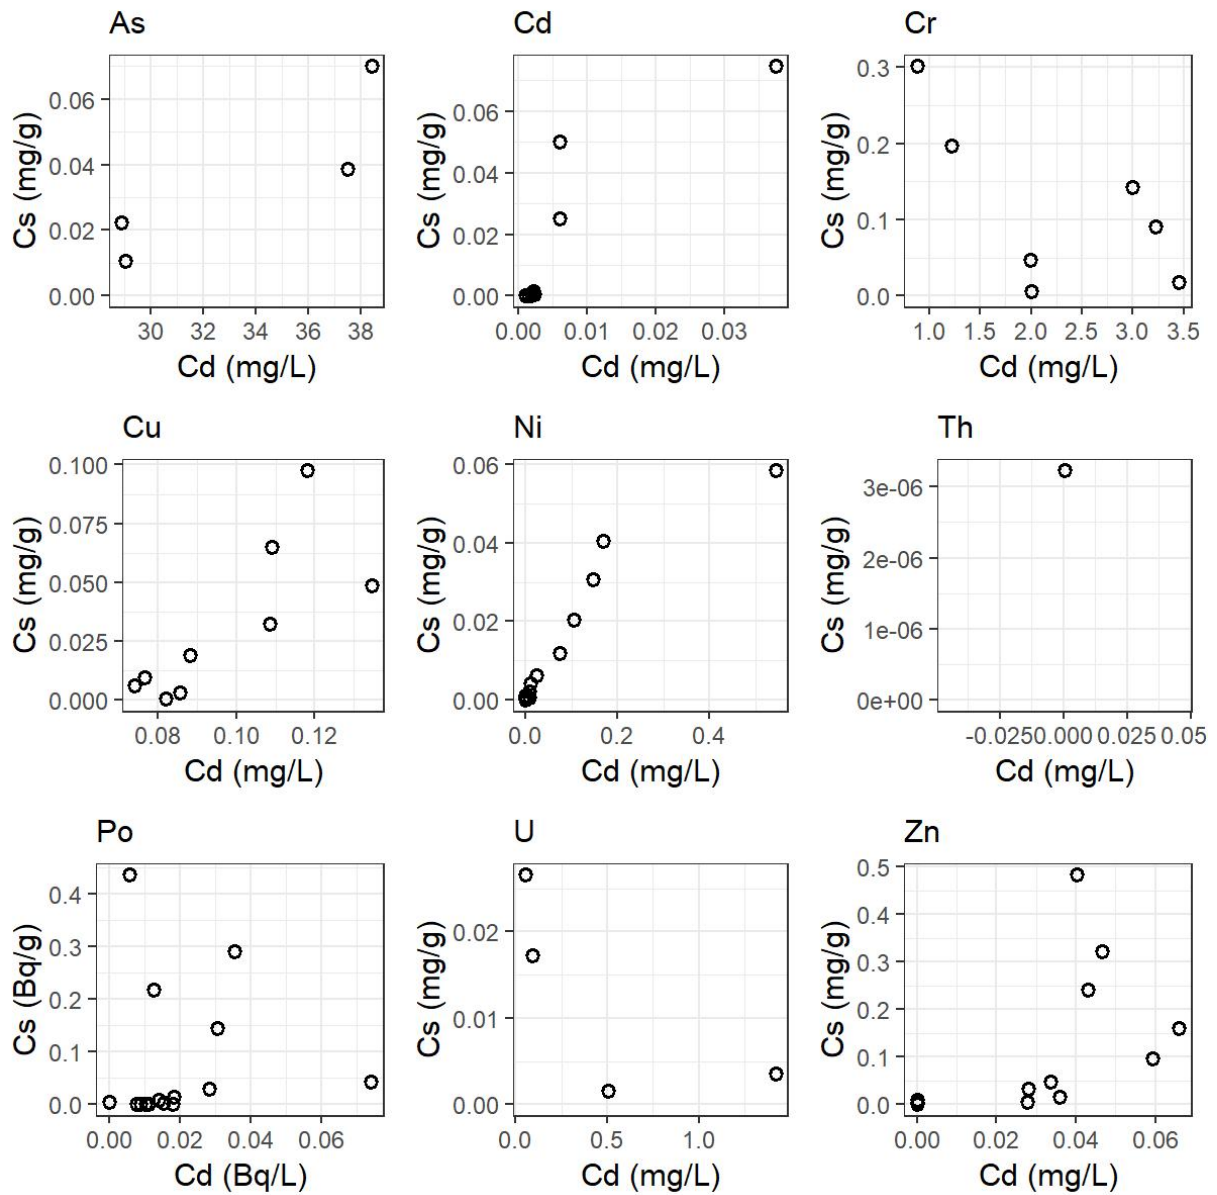 As Cd Cr
Cs (mg/g) 0.06 0.04 0.02 0.00
30 32 34 36 38
Cd (mg/L)
Cs (mg/g) 0.06 0.04 0.02 0.00
0.00 0.01 0.02 0.03
Cd (mg/L)
Cs (mg/g) 0.3 0.2 0.1 0.0
1.0 1.5 2.0 2.5 3.0 3.5
Cd (mg/L)
Cu Ni Th
Cs (mg/g) 0.100 0.075 0.050 0.025 0.000
0.08 0.10 0.12
Cd (mg/L)
Cs (mg/g) 0.06 0.04 0.02 0.00
0.0 0.2 0.4
Cd (mg/L)
Cs (mg/g) 3e-06 2e-06 1e-06 0e+00
-0.025 0.000 0.025 0.05
Cd (mg/L)
Po U Zn
Cs (Bq/g) 0.4 0.3 0.2 0.1 0.0
0.00 0.02 0.04 0.06
Cd (Bq/L)
Cs (mg/g) 0.02 0.01 0.00
0.0 0.5 1.0
Cd (mg/L)
Cs (mg/g) 0.5 0.4 0.3 0.2 0.1 0.0
0.00 0.02 0.04 0.06
Cd (mg/L)